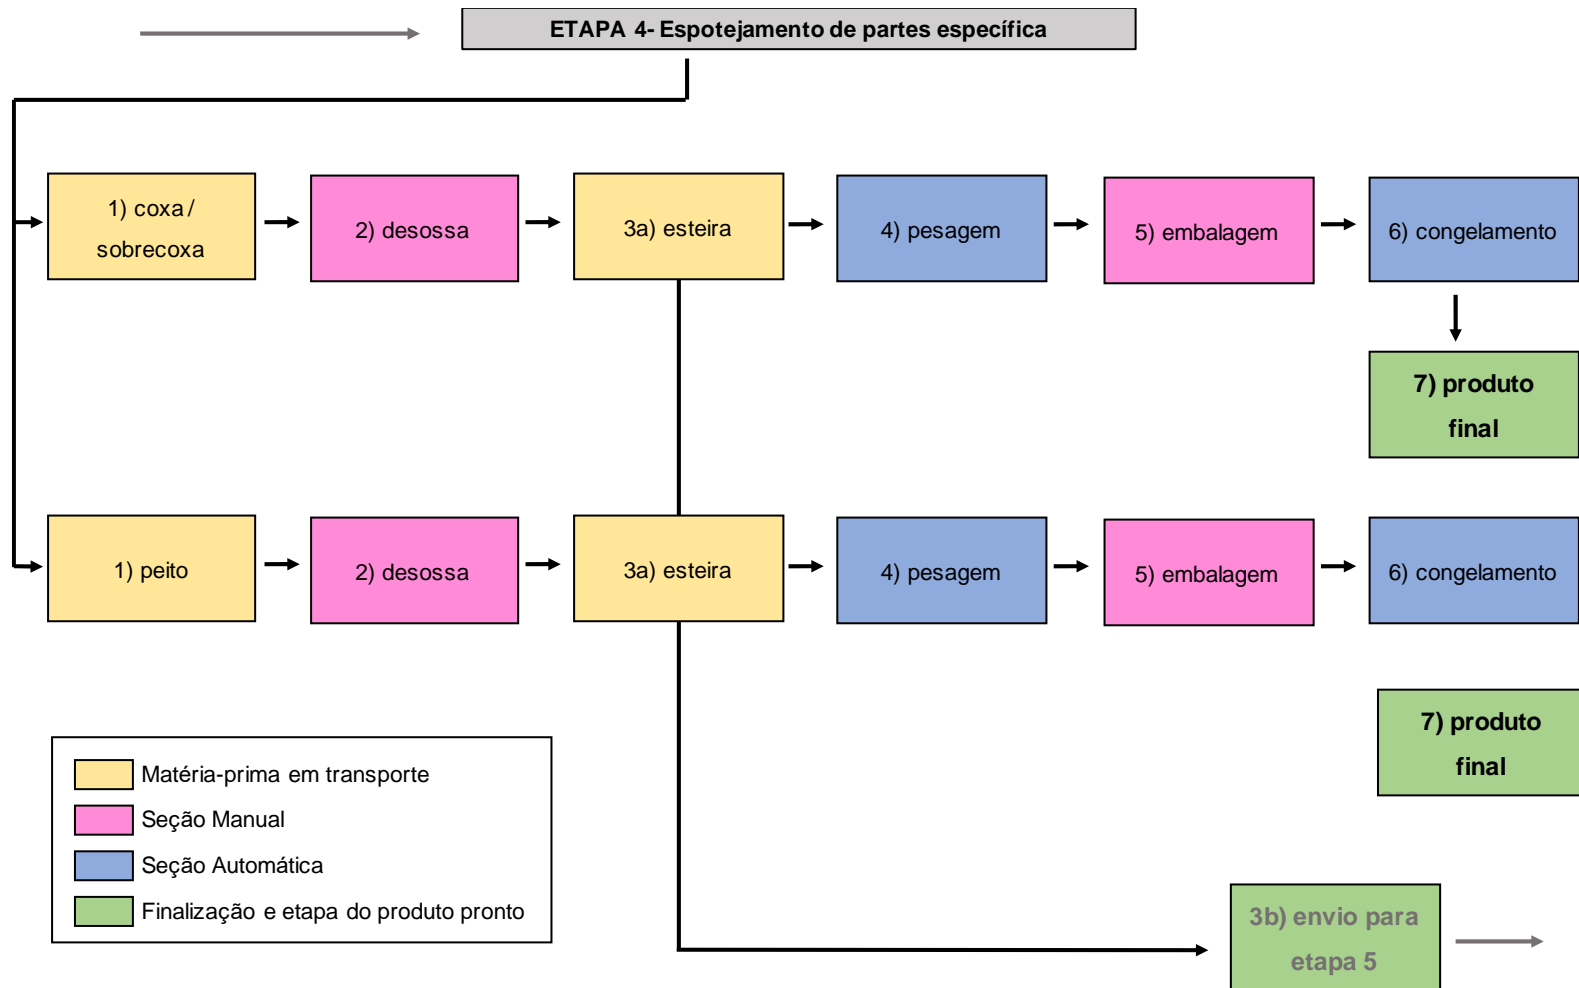 ETAPA 4- Espotejamento de partes específica
1) coxa /
sobrecoxa
2) desossa
3a) esteira
4) pesagem
5) embalagem
6) congelamento
7) produto
final
1) peito
2) desossa
3a) esteira
4) pesagem
5) embalagem
6) congelamento
7) produto
final
Matéria-prima em transporte
Seção Manual
Seção Automática
Finalização e etapa do produto pronto
3b) envio para
etapa 5